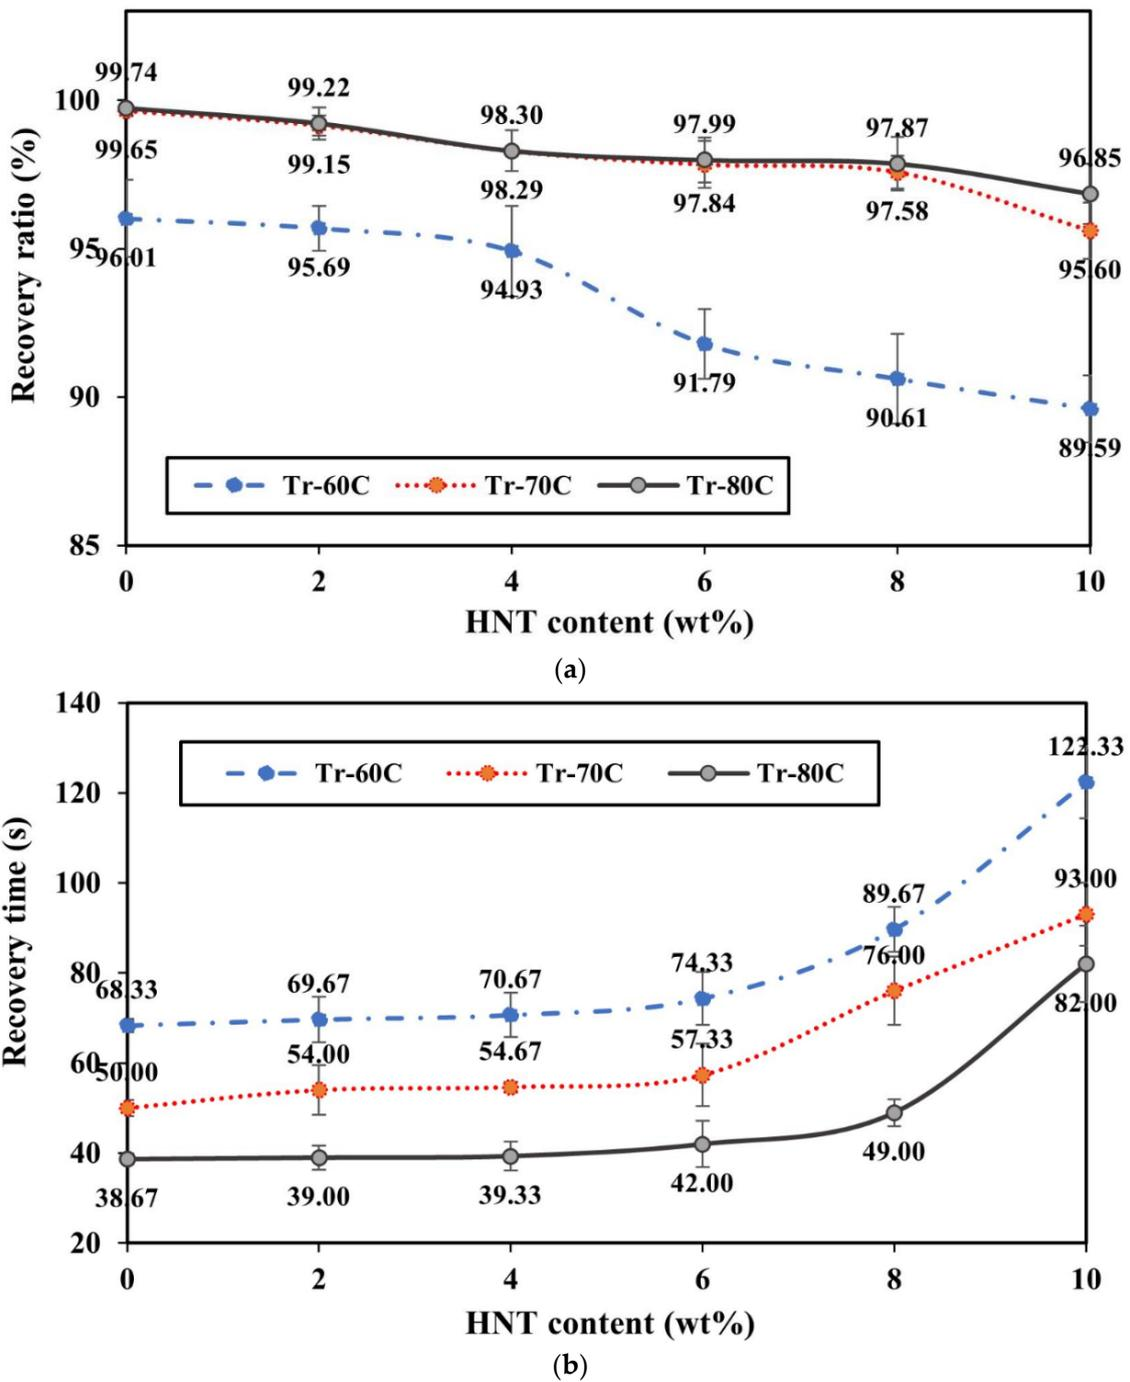 99.74
99.22
98.30
97.99
97.87
96.85
100
99.65
99.15
98.29
97.84
97.58
95.60
95
96.01
95.69
94.93
91.79
90.61
89.59
90
85
Recovery ratio (%)
Tr-60C Tr-70C Tr-80C
0 2 4 6 8 10
HNT content (wt%)
(a)
140
120
100
80
60
40
20
Recovery time (s)
Tr-60C Tr-70C Tr-80C
68.33 69.67 70.67 74.33 89.67 122.33
50.00 54.00 54.67 57.33 76.00 93.00
38.67 39.00 39.33 42.00 49.00 82.00
0 2 4 6 8 10
HNT content (wt%)
(b)